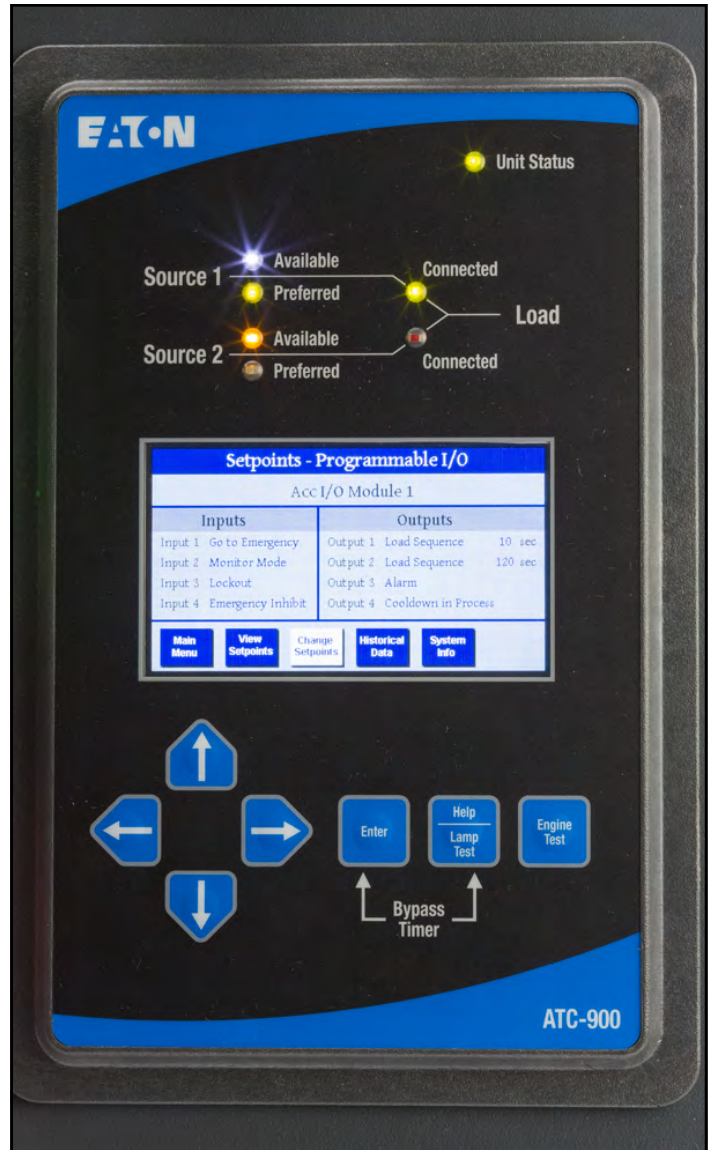 EATON
Unit Status
Available
Source 1
Connected
Preferred
Load
Available
Source 2
Connected
Preferred
Setpoints - Programmable I/O
Acc I/O Module 1
Inputs Outputs
Input 1 Go to Emergency Output 1 Load Sequence 10 sec
Input 2 Monitor Mode Output 2 Load Sequence 120 sec
Input 3 Lockout Output 3 Alarm
Input 4 Emergency Inhibit Output 4 Cooldown in Process
Main Menu
View Setpoints
Change Setpoints
Historical Data
System Info
Enter
Help
Lamp
Test
Engine
Test
Bypass
Timer
ATC-900